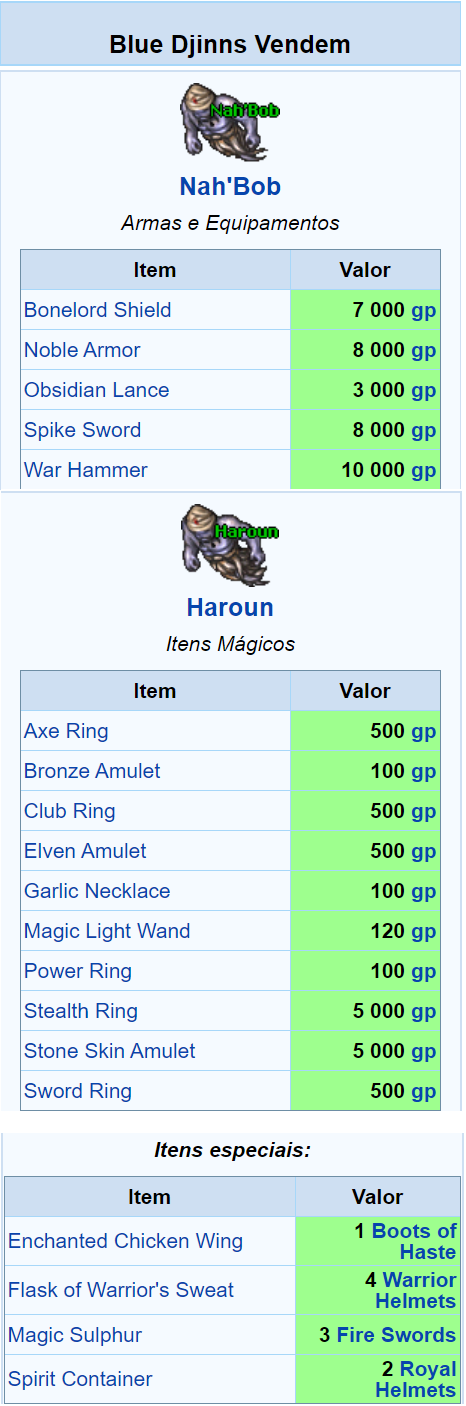 Blue Djinns Vendem
Nah'Bob
Nah'Bob
Armas e Equipamentos
Item Valor
Bonelord Shield 7 000 gp
Noble Armor 8 000 gp
Obsidian Lance 3 000 gp
Spike Sword 8 000 gp
War Hammer 10 000 gp
Haroun
Haroun
Itens Mágicos
Item Valor
Axe Ring 500 gp
Bronze Amulet 100 gp
Club Ring 500 gp
Elven Amulet 500 gp
Garlic Necklace 100 gp
Magic Light Wand 120 gp
Power Ring 100 gp
Stealth Ring 5 000 gp
Stone Skin Amulet 5 000 gp
Sword Ring 500 gp
Itens especiais:
Item Valor
Enchanted Chicken Wing 1 Boots of
Haste
Flask of Warrior's Sweat 4 Warrior
Helmets
Magic Sulphur 3 Fire Swords
Spirit Container 2 Royal
Helmets